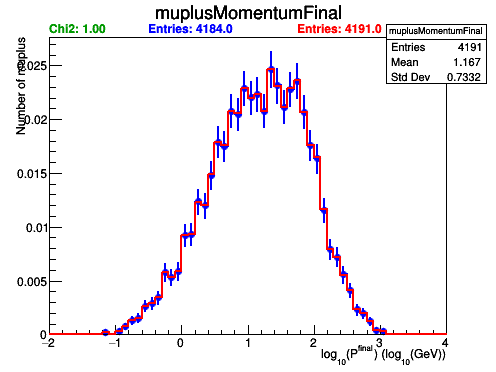 muplusMomentumFinal
Chi2: 1.00 Entries: 4184.0 Entries: 4191.0
muplusMomentumFinal
Entries 4191
Mean 1.167
Std Dev 0.7332
Number of muplus
0.025
0.02
0.015
0.01
0.005
0
−2 −1 0 1 2 3 4
log10(P^final) (log10(GeV))